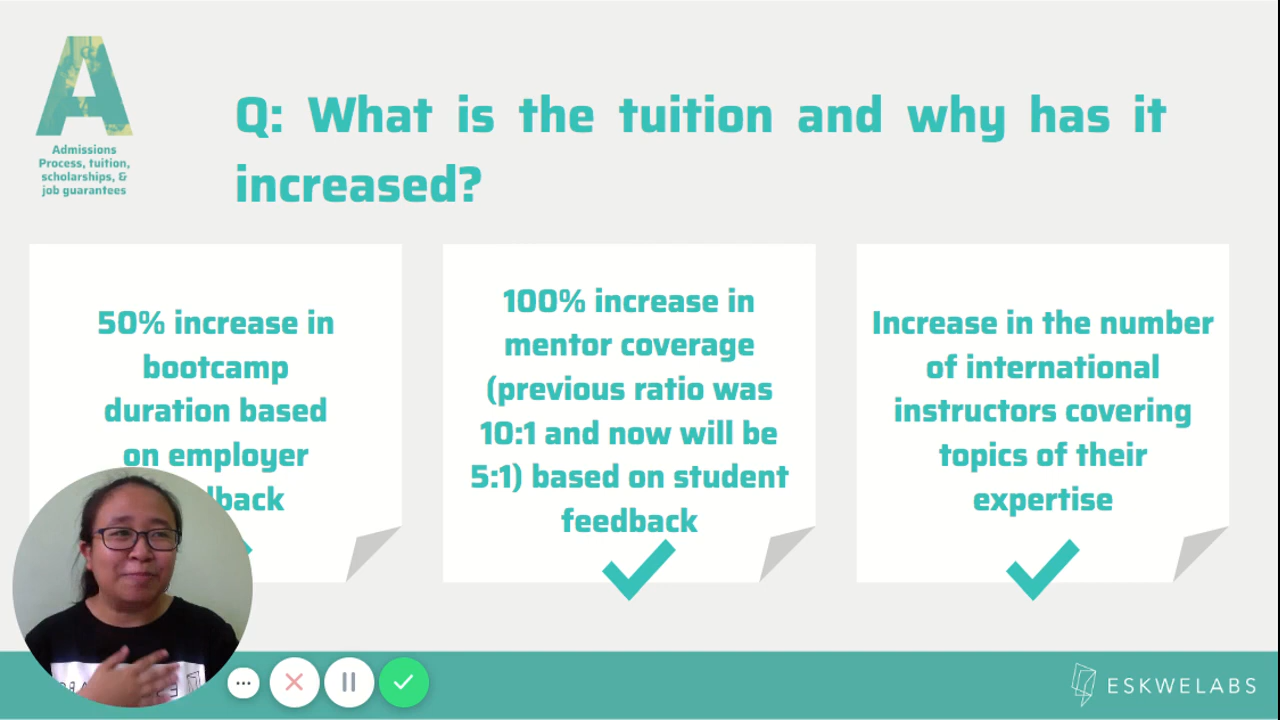 Admissions
Process, tuition,
scholarships, &
job guarantees
Q: What is the tuition and why has it
increased?
50% increase in
bootcamp
duration based
on employer
lback
100% increase in
mentor coverage
(previous ratio was
10:1 and now will be
5:1) based on student
feedback
Increase in the number
of international
instructors covering
topics of their
expertise
ESKWELABS